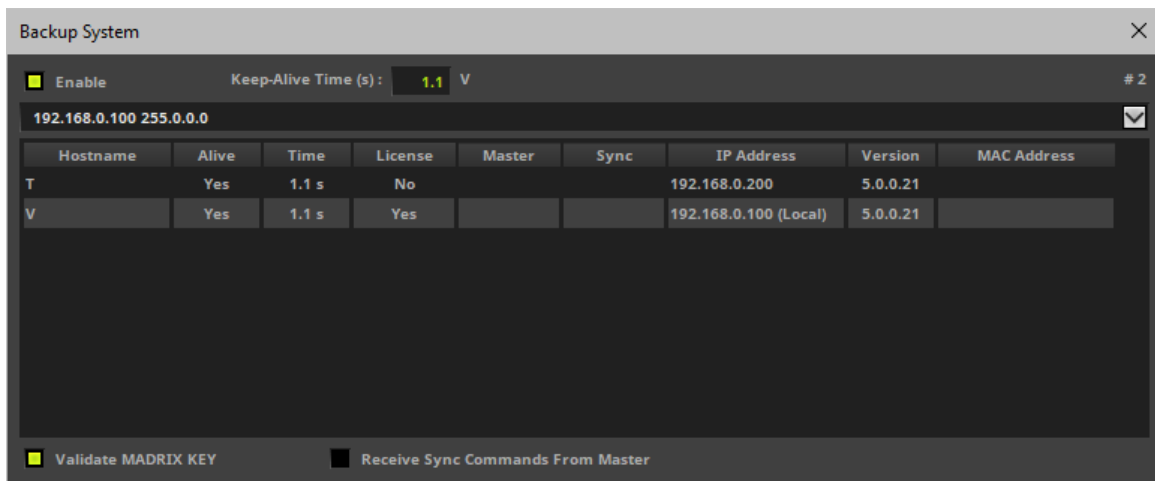 Backup System
Enable Keep-Alive Time (s) : 1.1 V # 2
192.168.0.100 255.0.0.0
Hostname Alive Time License Master Sync IP Address Version MAC Address
T Yes 1.1 s No 192.168.0.200 5.0.0.21
V Yes 1.1 s Yes 192.168.0.100 (Local) 5.0.0.21
Validate MADRIX KEY Receive Sync Commands From Master